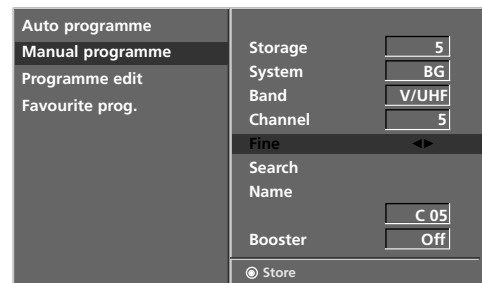 Auto programme
Manual programme
Programme edit
Favourite prog.
Storage 5
System BG
Band V/UHF
Channel 5
Fine ◀▶
Search
Name
C 05
Booster Off
Store